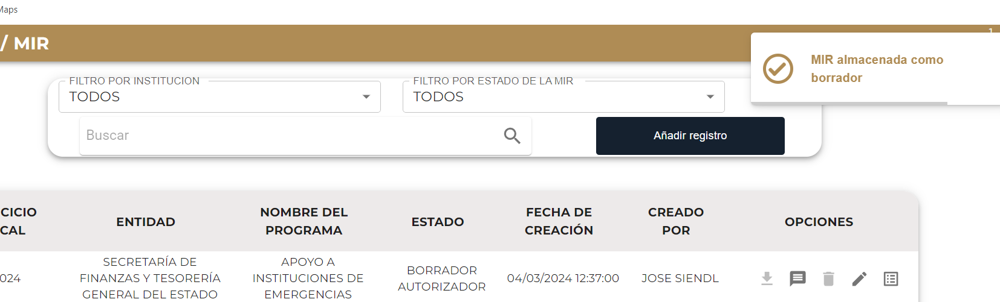 Maps
/ MIR
1
MIR almacenada como
borrador
FILTRO POR INSTITUCION
TODOS
FILTRO POR ESTADO DE LA MIR
TODOS
Buscar
Añadir registro
CICIO
CAL
ENTIDAD
NOMBRE DEL
PROGRAMA
ESTADO
FECHA DE
CREACIÓN
CREADO
POR
OPCIONES
024
SECRETARÍA DE
FINANZAS Y TESORERÍA
GENERAL DEL ESTADO
APOYO A
INSTITUCIONES DE
EMERGENCIAS
BORRADOR
AUTORIZADOR
04/03/2024 12:37:00
JOSE SIENDL